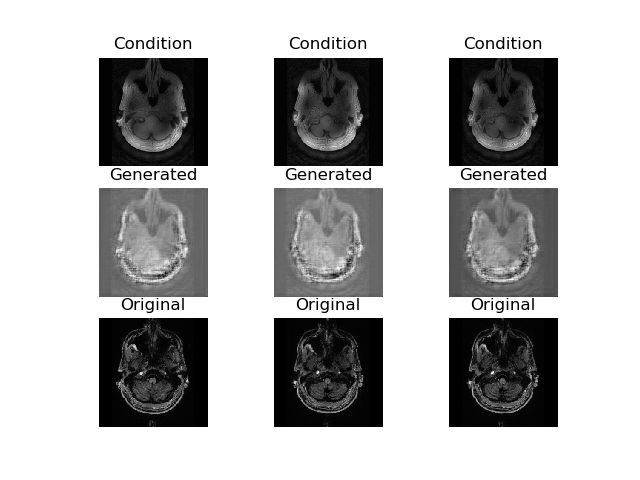 Condition Condition Condition
Generated Generated Generated
Original Original Original